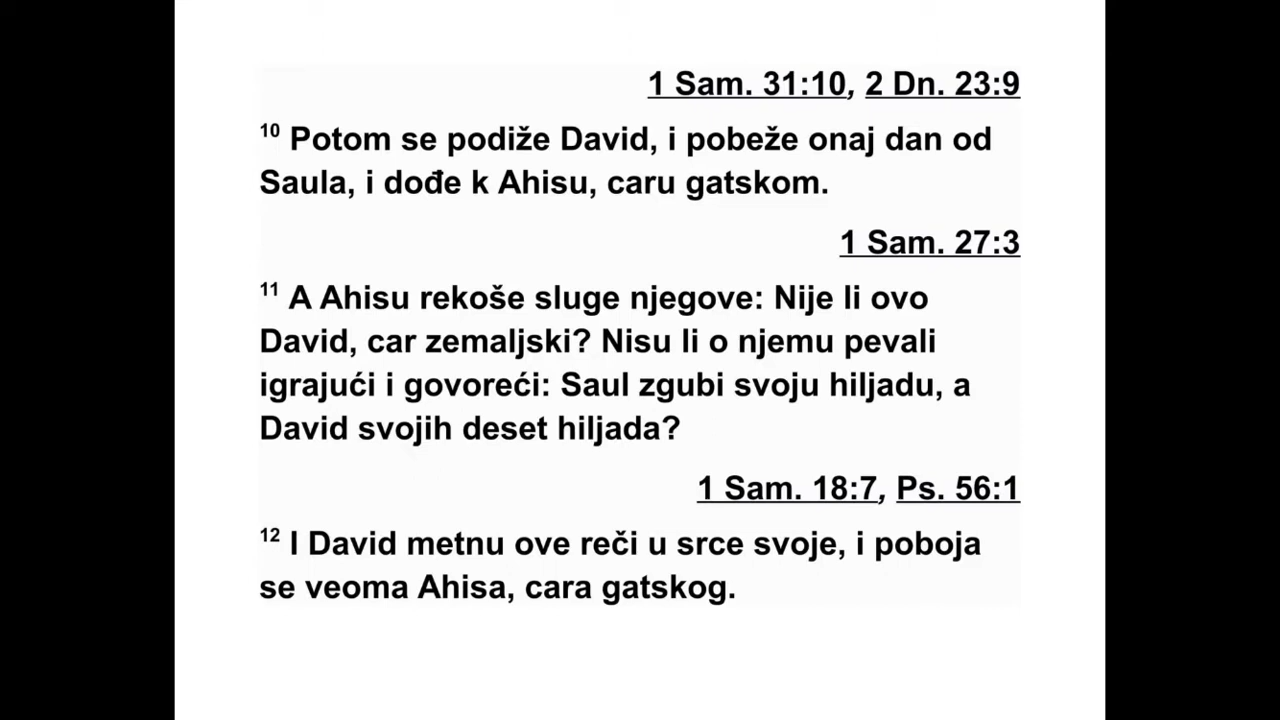 1 Sam. 31:10, 2 Dn. 23:9
10 Potom se podiže David, i pobeže onaj dan od
Saula, i dođe k Ahisu, caru gatskom.
1 Sam. 27:3
11 A Ahisu rekoše sluge njegove: Nije li ovo
David, car zemaljski? Nisu li o njemu pevali
igrajući i govoreći: Saul zgubi svoju hiljadu, a
David svojih deset hiljada?
1 Sam. 18:7, Ps. 56:1
12 I David metnu ove reči u srce svoje, i poboja
se veoma Ahisa, cara gatskog.